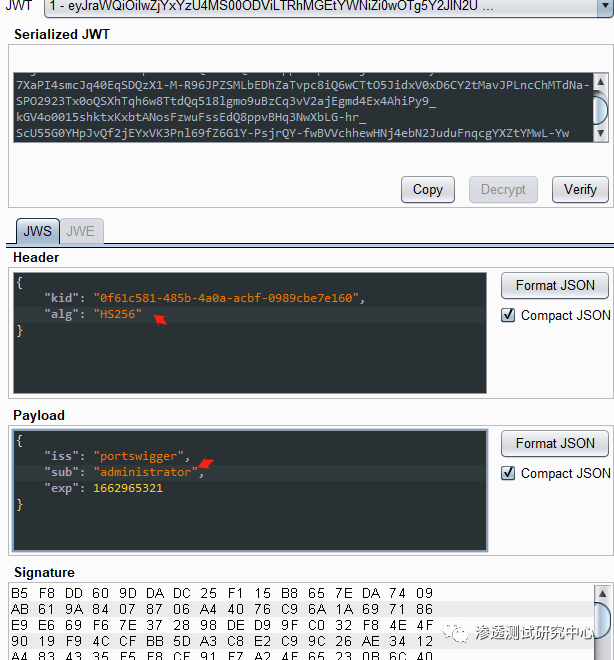 JWT 1 - eyJraWQiOiIwZjYxYzU4MS00ODViLTRhMGEtYWNiZi0wOTg5Y2JlN2U ...
Serialized JWT
7XaPI4smcJq40EqSDQzX1-M-R96JPZSMLbEDhZaTvpc8iQ6wCTtO5JidxV0xD6CY2tMavJPLncChMTdNa-
SPO2923Tx0oQSXhTqh6w8TtdQq518lgmo9uBzCq3vV2ajEgmd4Ex4AhiPy9_
kGV4o0015shktxKxbtANosFzwuFssEdQ8ppvBHq3NwXbLG-hr_
ScU55G0YHpJvQf2jEYxVK3Pnl69fZ6G1Y-PsjrQY-fwBVVchhewHNj4ebN2JuduFnqcgYXZtYMwL-Yw
Copy Decrypt Verify
JWS JWE
Header
{
"kid": "0f61c581-485b-4a0a-acbf-0989cbe7e160",
"alg": "HS256"
}
Format JSON
Compact JSON
Payload
{
"iss": "portswigger",
"sub": "administrator",
"exp": 1662965321
}
Format JSON
Compact JSON
Signature
B5 F8 DD 60 9D DA DC 25 F1 15 B8 65 7E DA 74 09
AB 61 9A 84 07 87 06 A4 40 76 C9 6A 1A 69 71 86
E9 E6 69 F6 7E 37 28 98 DE D9 9F C0 32 F8 4E 4F
90 19 F9 4C CF BB 5D A3 C8 E2 C9 9C 26 AE 34 12
渗透测试研究中心